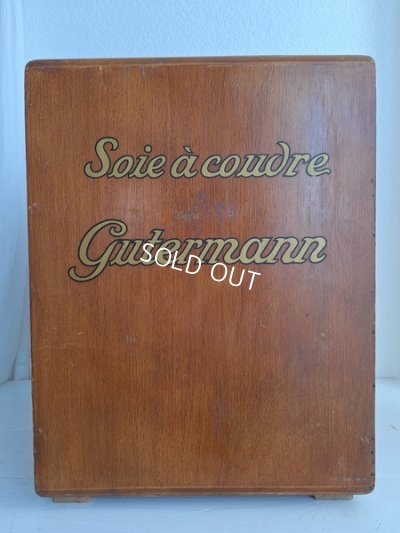 Soie à coudre
Gutermann
SOLD OUT